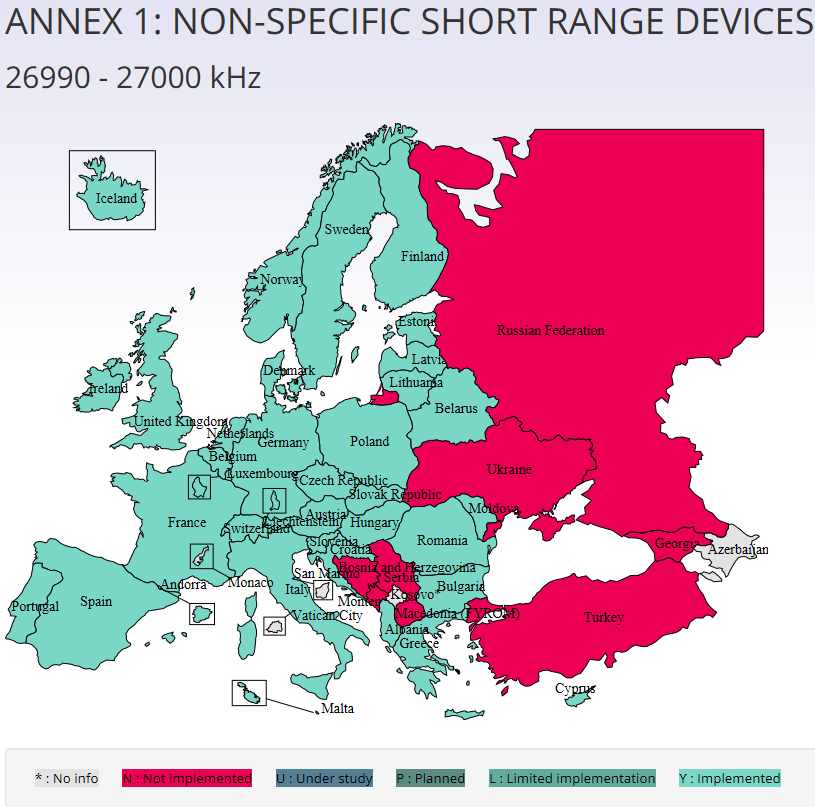 ANNEX 1: NON-SPECIFIC SHORT RANGE DEVICES
26990 - 27000 kHz
Iceland
Sweden
Finland
Norway
Russian Federation
Estoni
Latvia
Denmark
Lithuania
Ireland
Belarus
United Kingdom
Netherlands
Germany
Poland
Belgium
Ukraine
Luxembourg
Czech Republic
Slovak Republic
Moldova
France
Austria
Liechtenstein
Hungary
Switzerland
Romania
Slovenia
Georgia
Croatia
Azerbaijan
Bosnia and Herzegovina
San Marino
Serbia
Andorra
Monaco
Italy
Bulgaria
Kosovo*
Spain
Portugal
Monten
Vatican City
Macedonia (FYROM)
Turkey
Albania
Greece
Cyprus
Malta
* : No info
N : Not implemented
U : Under study
P : Planned
L : Limited implementation
Y : Implemented